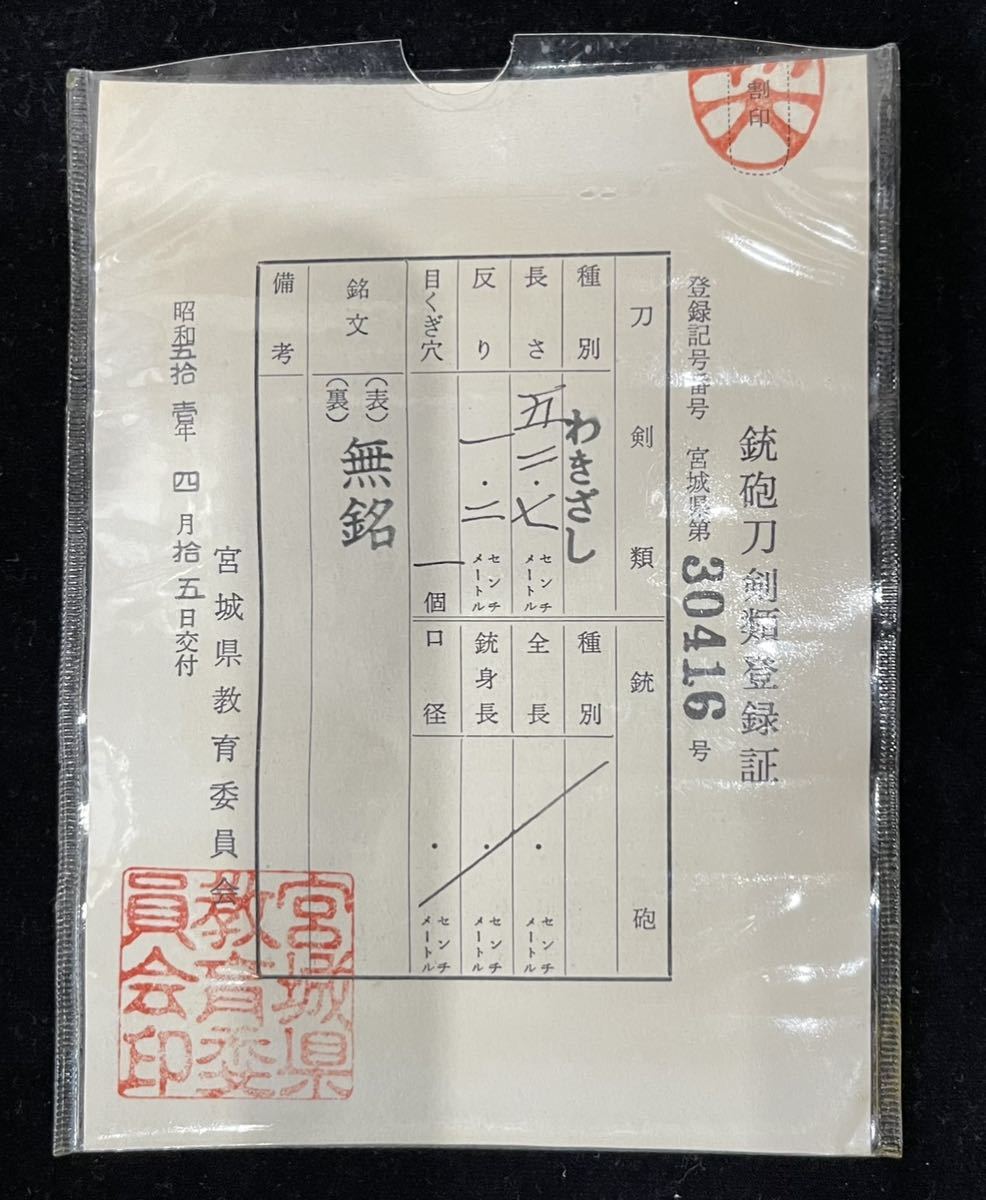 割印
銃砲刀剣類登録証
登録記号番号 宮城県第30416号
刀剣類
種別 わきざし
長さ 五二・七センチメートル
反り 一・二センチメートル
目くぎ穴 一個
銃砲
種別
全長 ・ センチメートル
銃身長 ・ センチメートル
口径 ・ センチメートル
銘文 (表) 無銘
(裏)
備考
昭和五拾壱年四月拾五日交付
宮城県教育委員会
宮城県
教育委
員会印